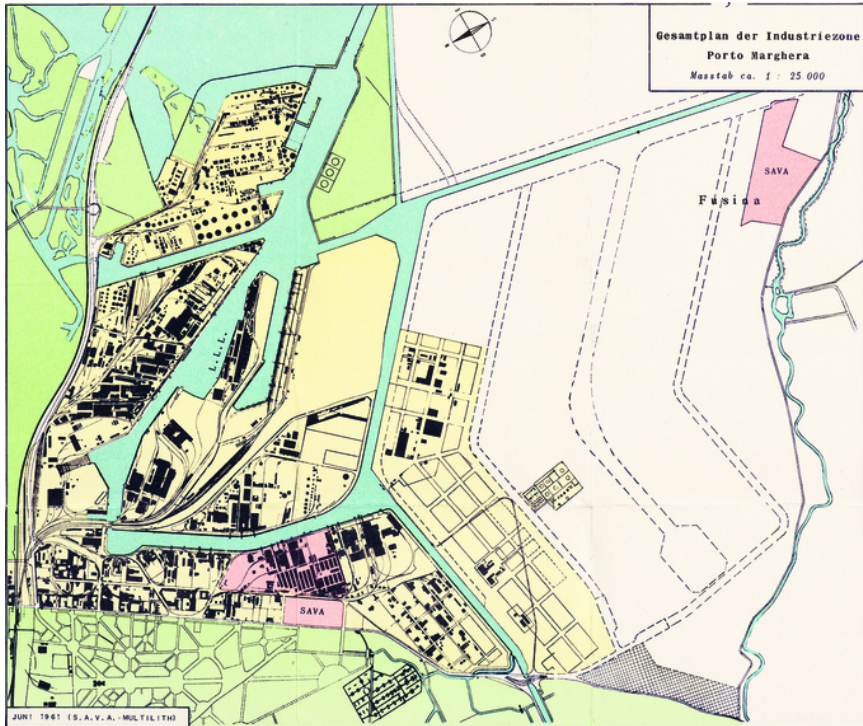 Gesamtplan der Industriezone
Porto Marghera
Masstab ca. 1 : 25.000
SAVA
Fusina
L.L.L.
SAVA
JUNI 1961 (S.A.V.A.-MULTILITH)